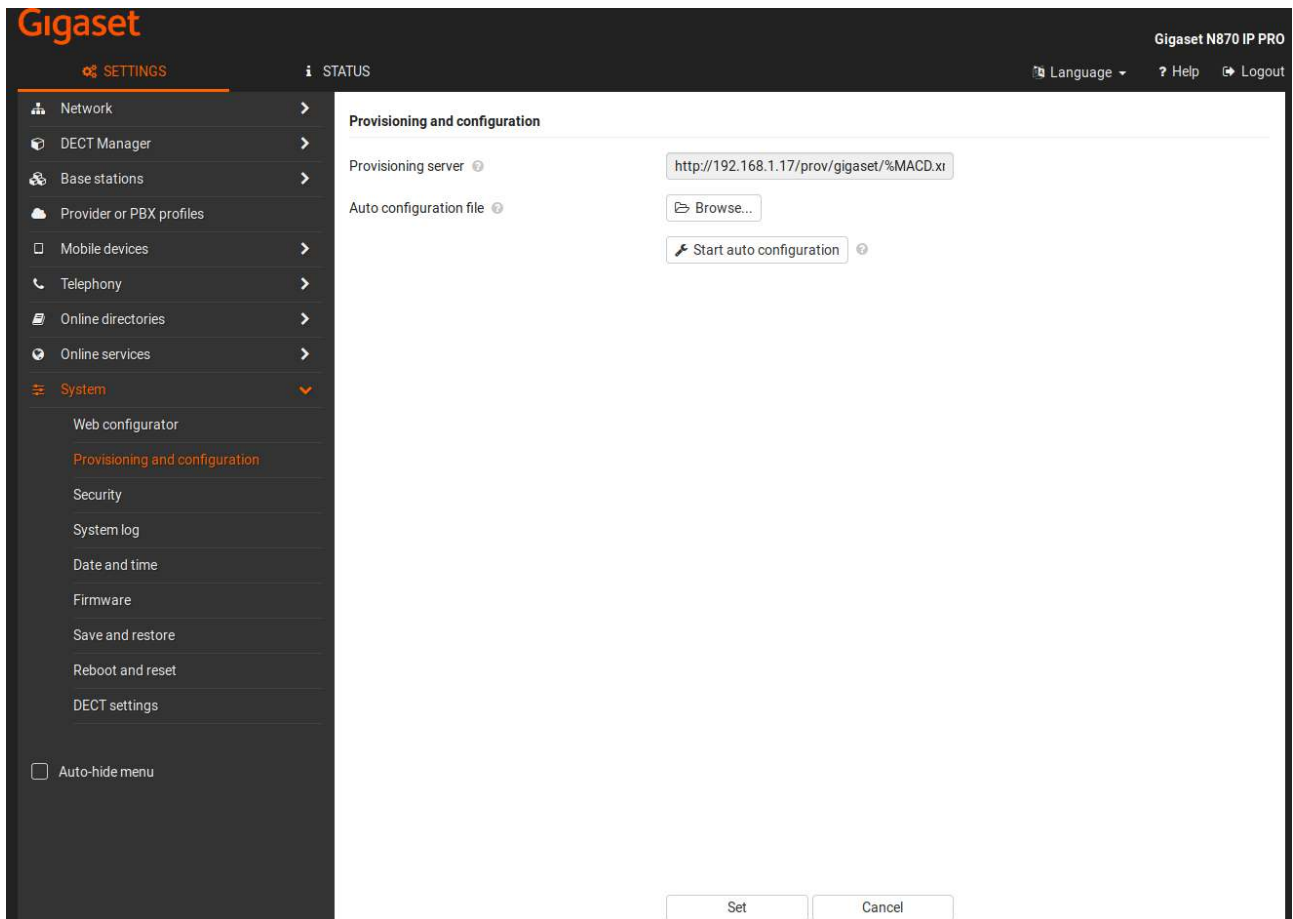 Gigaset
Gigaset N870 IP PRO
SETTINGS
STATUS
Language
? Help
Logout
Network
DECT Manager
Base stations
Provider or PBX profiles
Mobile devices
Telephony
Online directories
Online services
System
Web configurator
Provisioning and configuration
Security
System log
Date and time
Firmware
Save and restore
Reboot and reset
DECT settings
Auto-hide menu
Provisioning and configuration
Provisioning server
http://192.168.1.17/prov/gigaset/%MACD.xı
Auto configuration file
Browse...
Start auto configuration
Set
Cancel